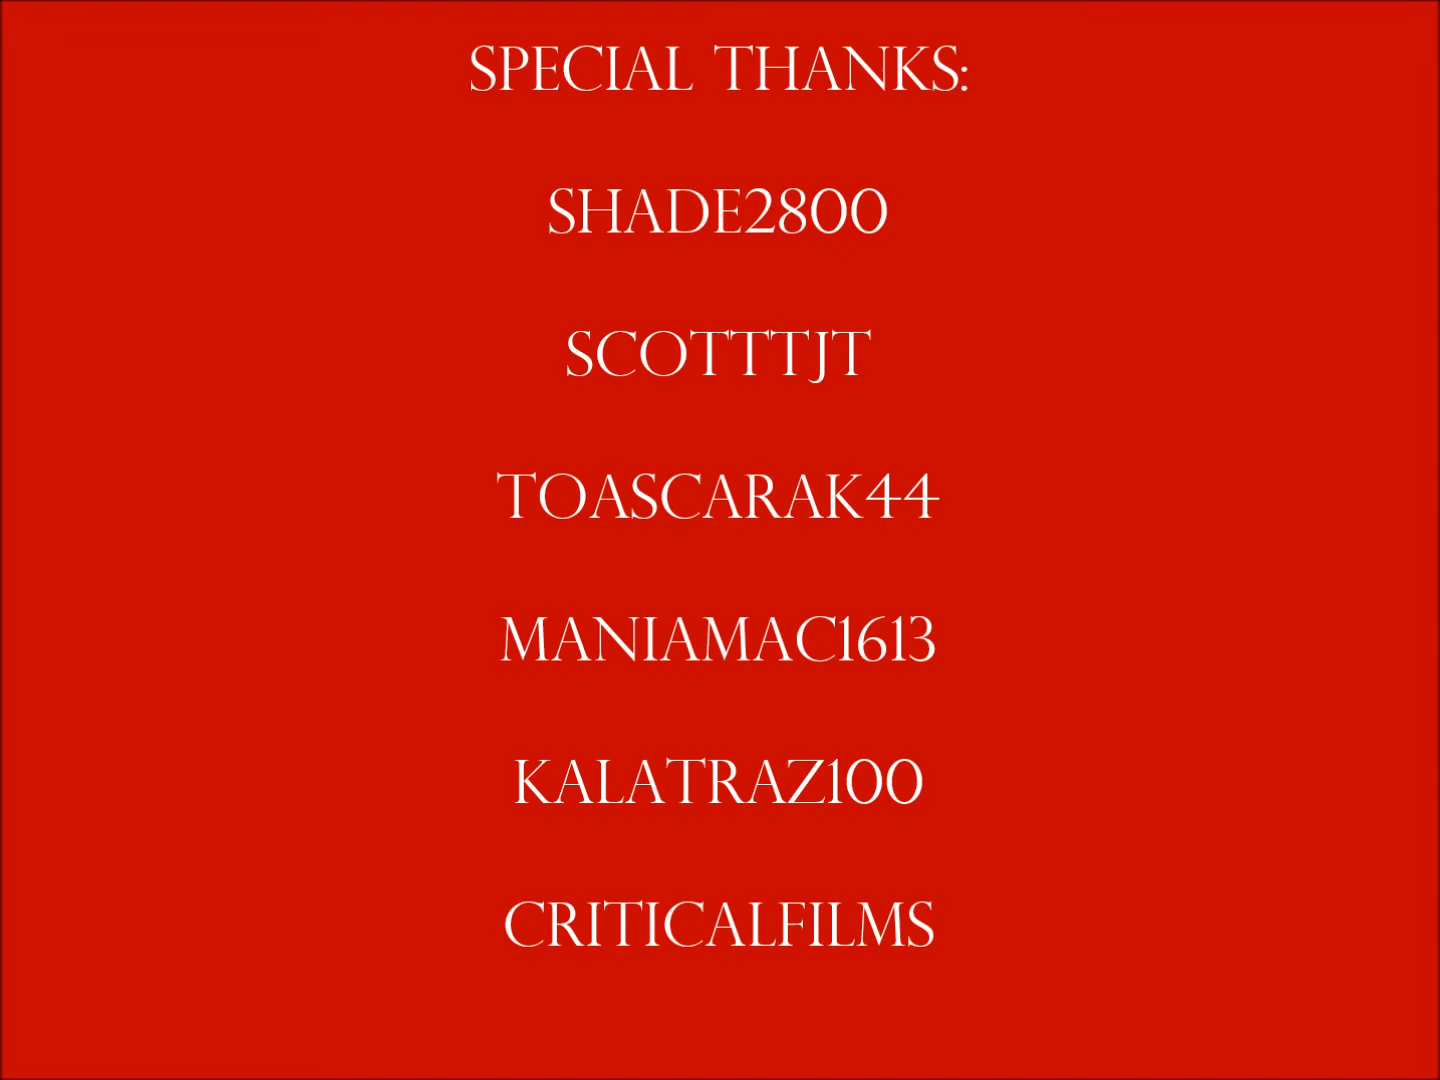 SPECIAL THANKS:
SHADE2800
SCOTTTJT
TOASCARAK44
MANIAMAC1613
KALATRAZ100
CRITICALFILMS